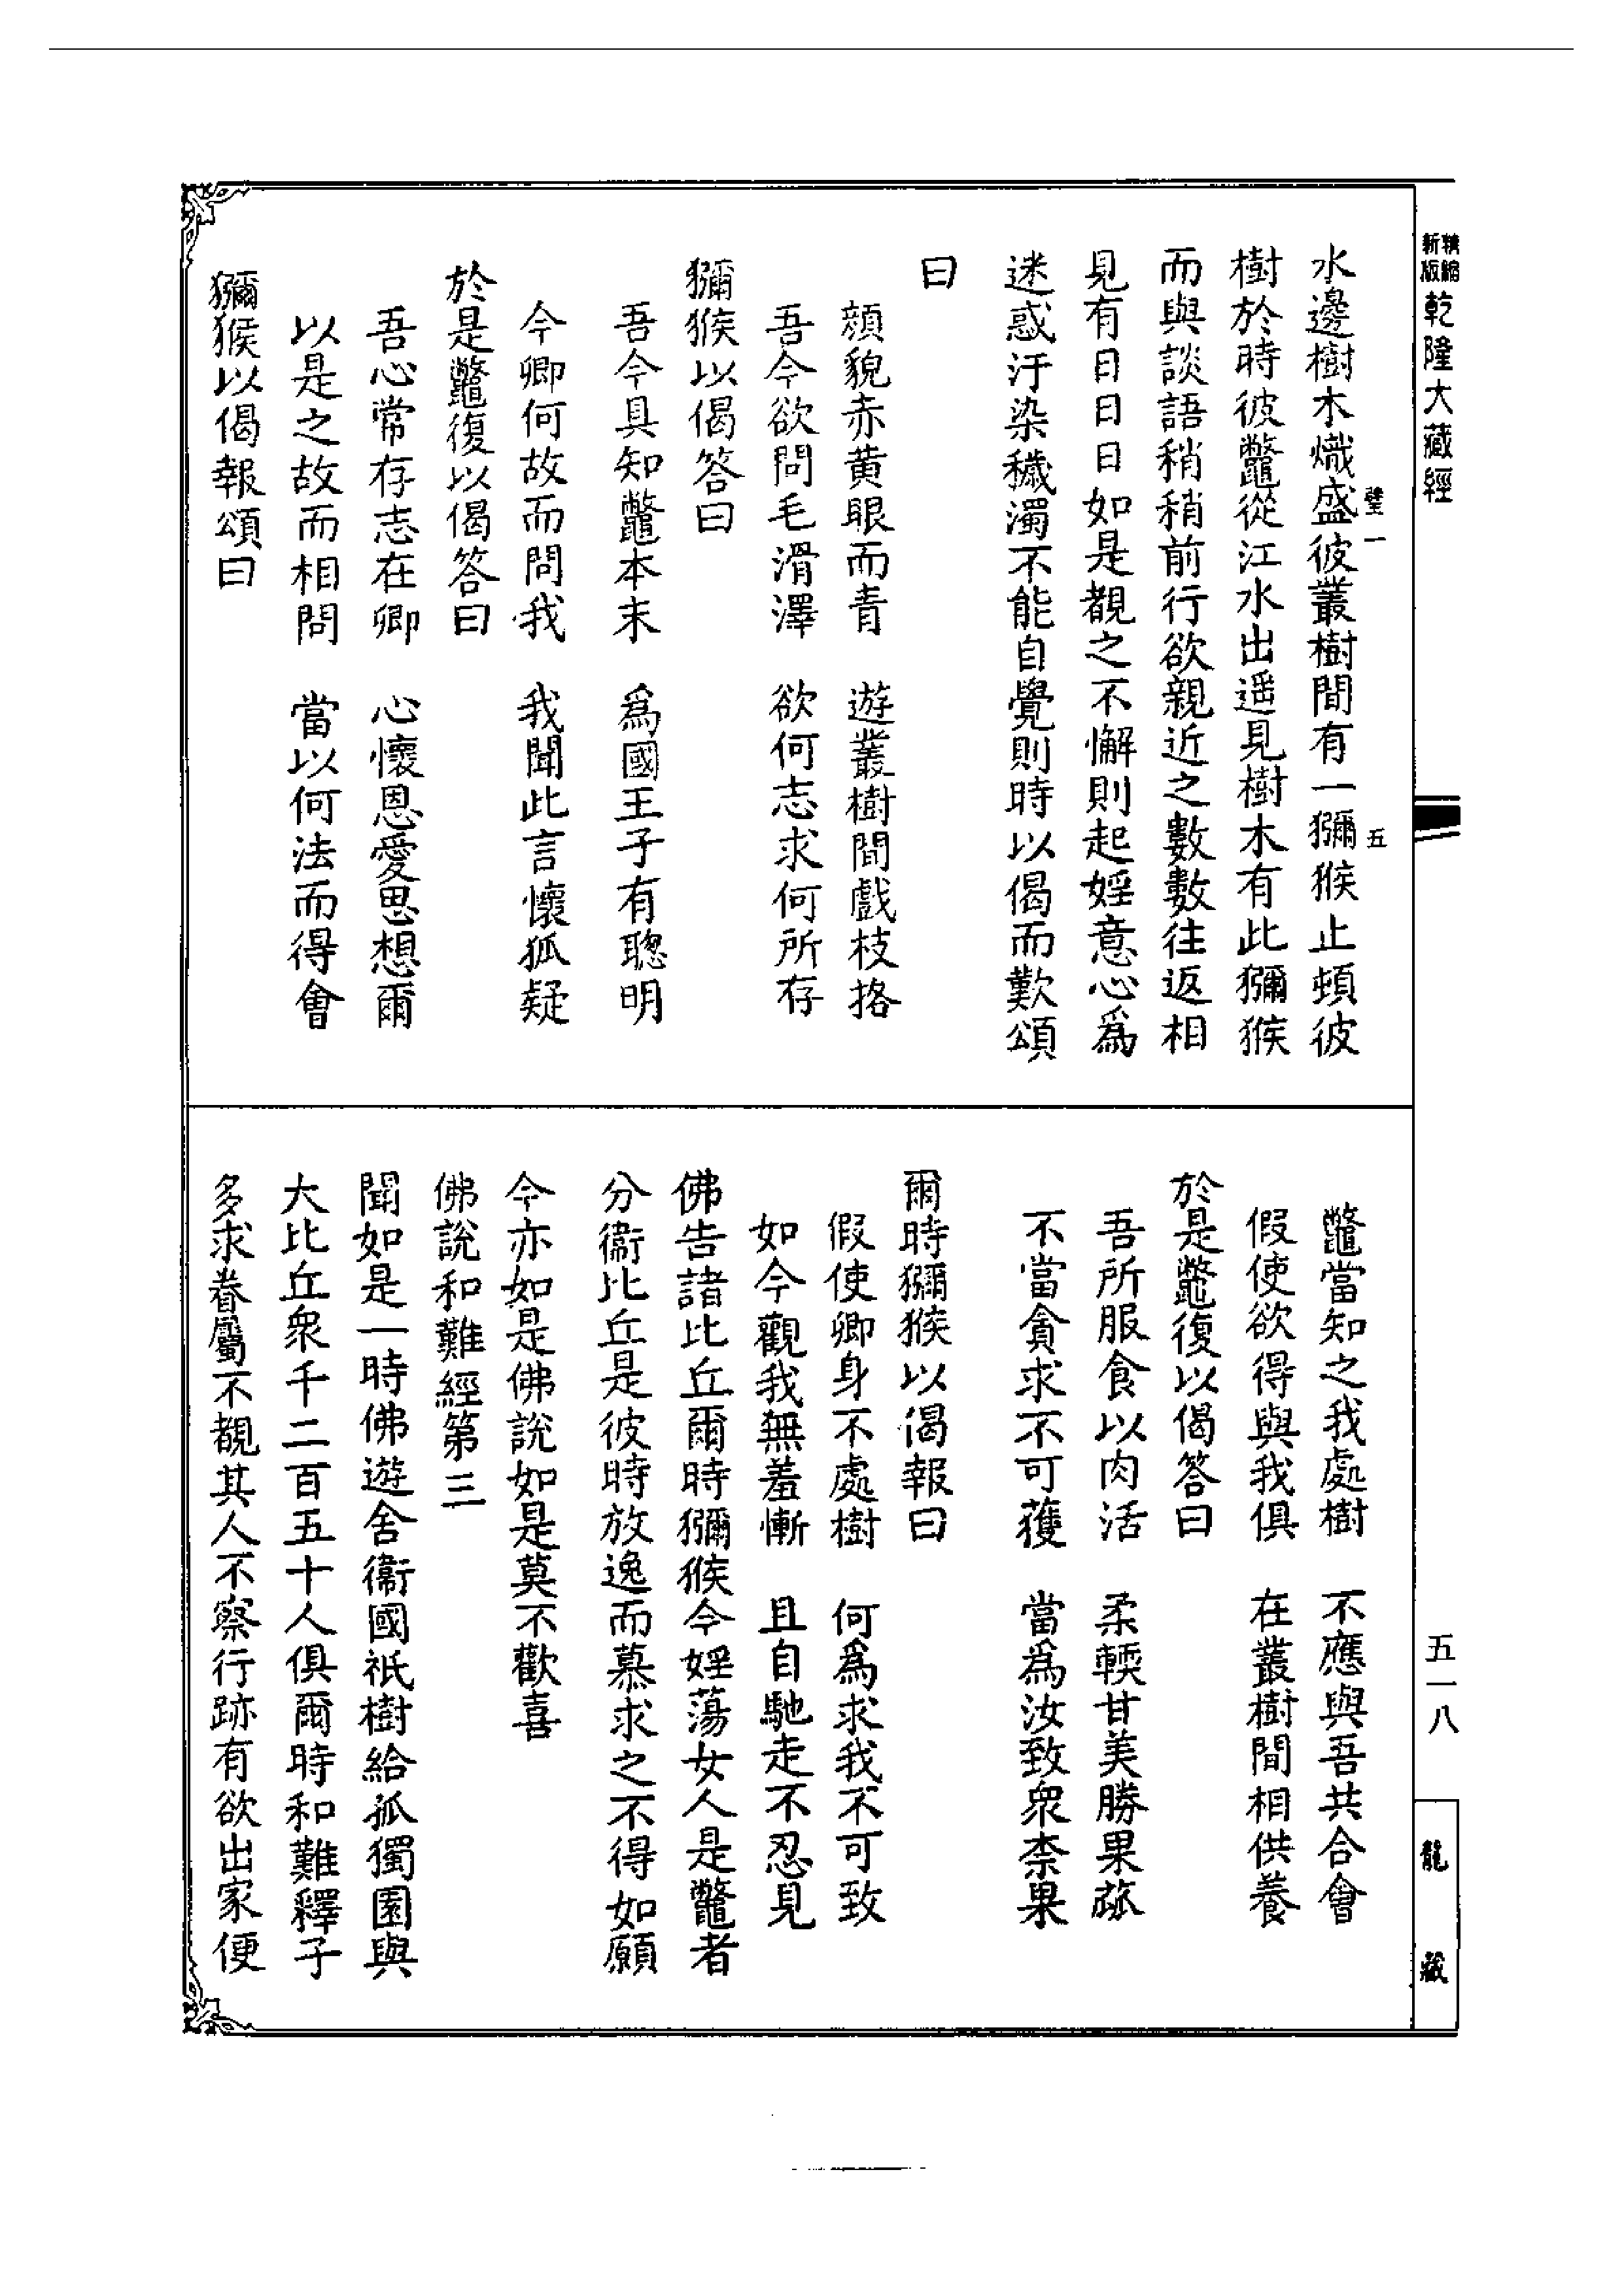 精縮新版乾隆大藏經
璧一
五
水邊樹木熾盛彼叢樹間有一獼猴止頓彼
樹於時彼鼈從江水出遥見樹木有此獼猴
而與談語稍稍前行欲親近之數數往返相
見有日日日如是覩之不懈則起婬意心為
迷惑汙染穢濁不能自覺則時以偈而歎頌
曰
顔貌赤黄眼而青　遊叢樹間戲枝挌
吾今欲問毛滑澤　欲何志求何所存
獼猴以偈答曰
吾今具知鼈本末　為國王子有聰明
今卿何故而問我　我聞此言懷狐疑
於是鼈復以偈答曰
吾心常存志在卿　心懷恩愛思想爾
以是之故而相問　當以何法而得會
獼猴以偈報頌曰
鼈當知之我處樹　不應與吾共合會
假使欲得與我俱　在叢樹間相供養
於是鼈復以偈答曰
吾所服食以肉活　柔輭甘美勝果蓏
不當貪求不可獲　當為汝致衆柰果
爾時獼猴以偈報曰
假使卿身不處樹　何為求我不可致
如今觀我無羞慚　且自馳走不忍見
佛告諸比丘爾時獼猴今婬蕩女人是鼈者
分衞比丘是彼時放逸而慕求之不得如願
今亦如是佛說如是莫不歡喜
佛說和難經第三
聞如是一時佛遊舍衞國祇樹給孤獨園與
大比丘衆千二百五十人俱爾時和難釋子
多求眷屬不覩其人不察行跡有欲出家便
五一八
龍藏